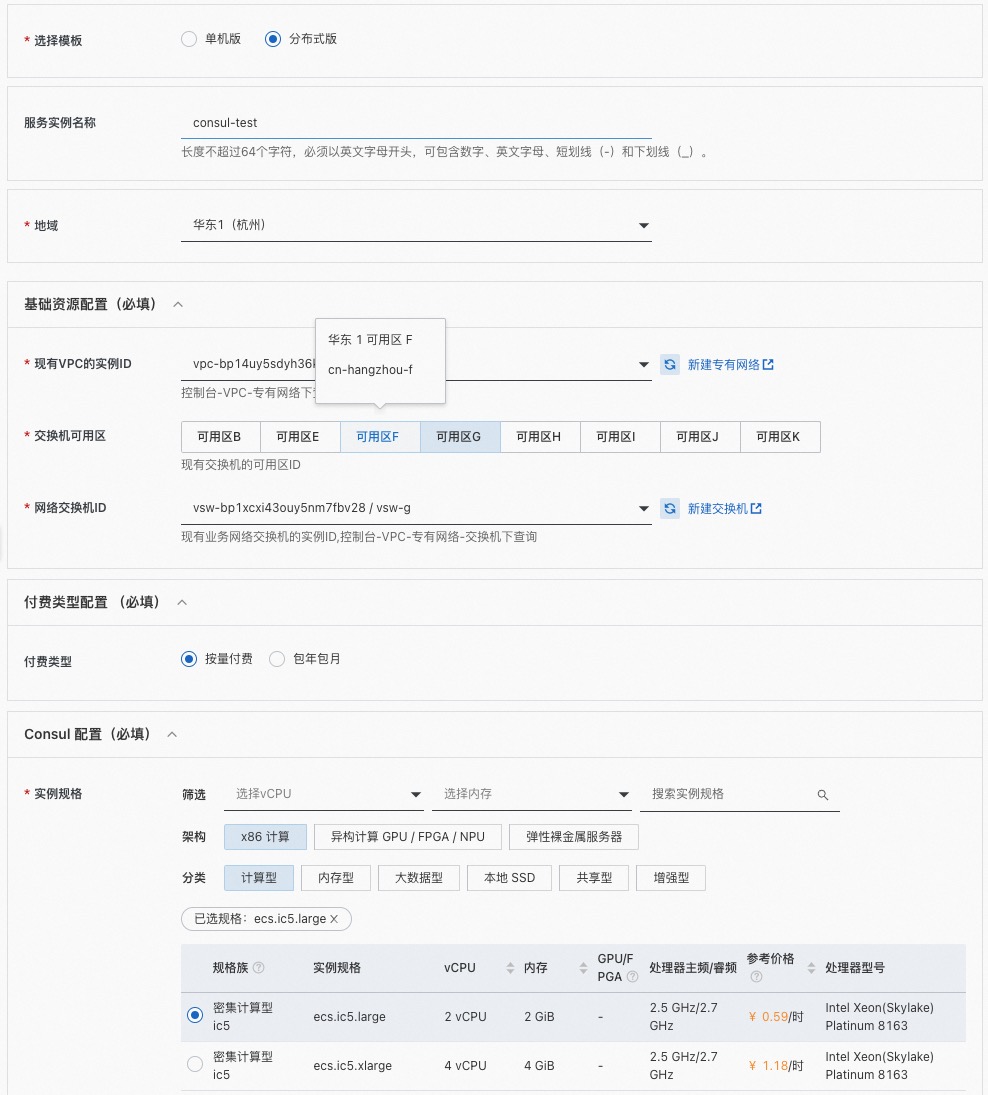 * 选择模板 单机版 分布式版
服务实例名称 consul-test
长度不超过64个字符，必须以英文字母开头，可包含数字、英文字母、短划线（-）和下划线（_）。
* 地域 华东1（杭州）
基础资源配置（必填）
华东 1 可用区 F
cn-hangzhou-f
* 现有VPC的实例ID vpc-bp14uy5sdyh36 新建专有网络
控制台-VPC-专有网络下
* 交换机可用区 可用区B 可用区E 可用区F 可用区G 可用区H 可用区I 可用区J 可用区K
现有交换机的可用区ID
* 网络交换机ID vsw-bp1xcxi43ouy5nm7fbv28 / vsw-g 新建交换机
现有业务网络交换机的实例ID,控制台-VPC-专有网络-交换机下查询
付费类型配置 （必填）
付费类型 按量付费 包年包月
Consul 配置（必填）
* 实例规格 筛选 选择vCPU 选择内存 搜索实例规格
架构 x86 计算 异构计算 GPU / FPGA / NPU 弹性裸金属服务器
分类 计算型 内存型 大数据型 本地 SSD 共享型 增强型
已选规格：ecs.ic5.large ×
规格族 实例规格 vCPU 内存 GPU/FPGA 处理器主频/睿频 参考价格 处理器型号
密集计算型 ic5 ecs.ic5.large 2 vCPU 2 GiB - 2.5 GHz/2.7 GHz ¥ 0.59/时 Intel Xeon(Skylake) Platinum 8163
密集计算型 ic5 ecs.ic5.xlarge 4 vCPU 4 GiB - 2.5 GHz/2.7 GHz ¥ 1.18/时 Intel Xeon(Skylake) Platinum 8163